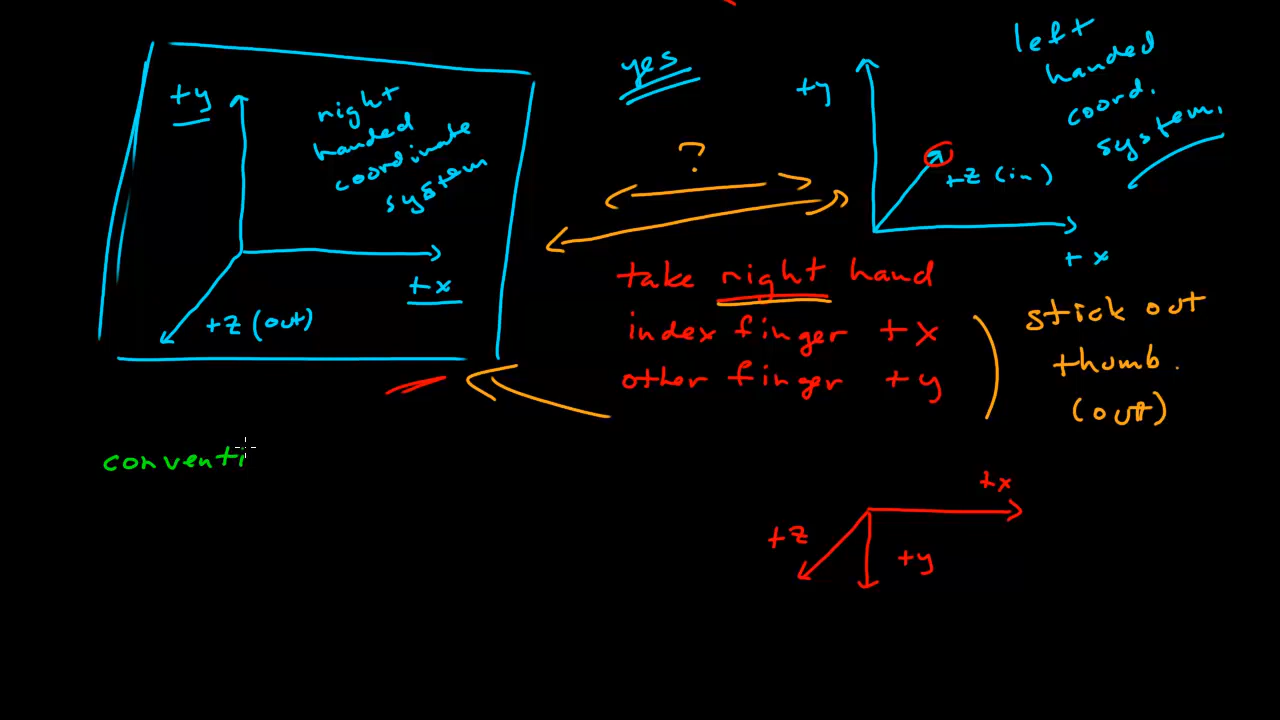 +y
right
handed
coordinate
system
+x
+z (out)
yes
?
+y
+z (in)
+x
left
handed
coord.
system.
take right hand
index finger +x
other finger +y
stick out
thumb.
(out)
conventi
+x
+z
+y